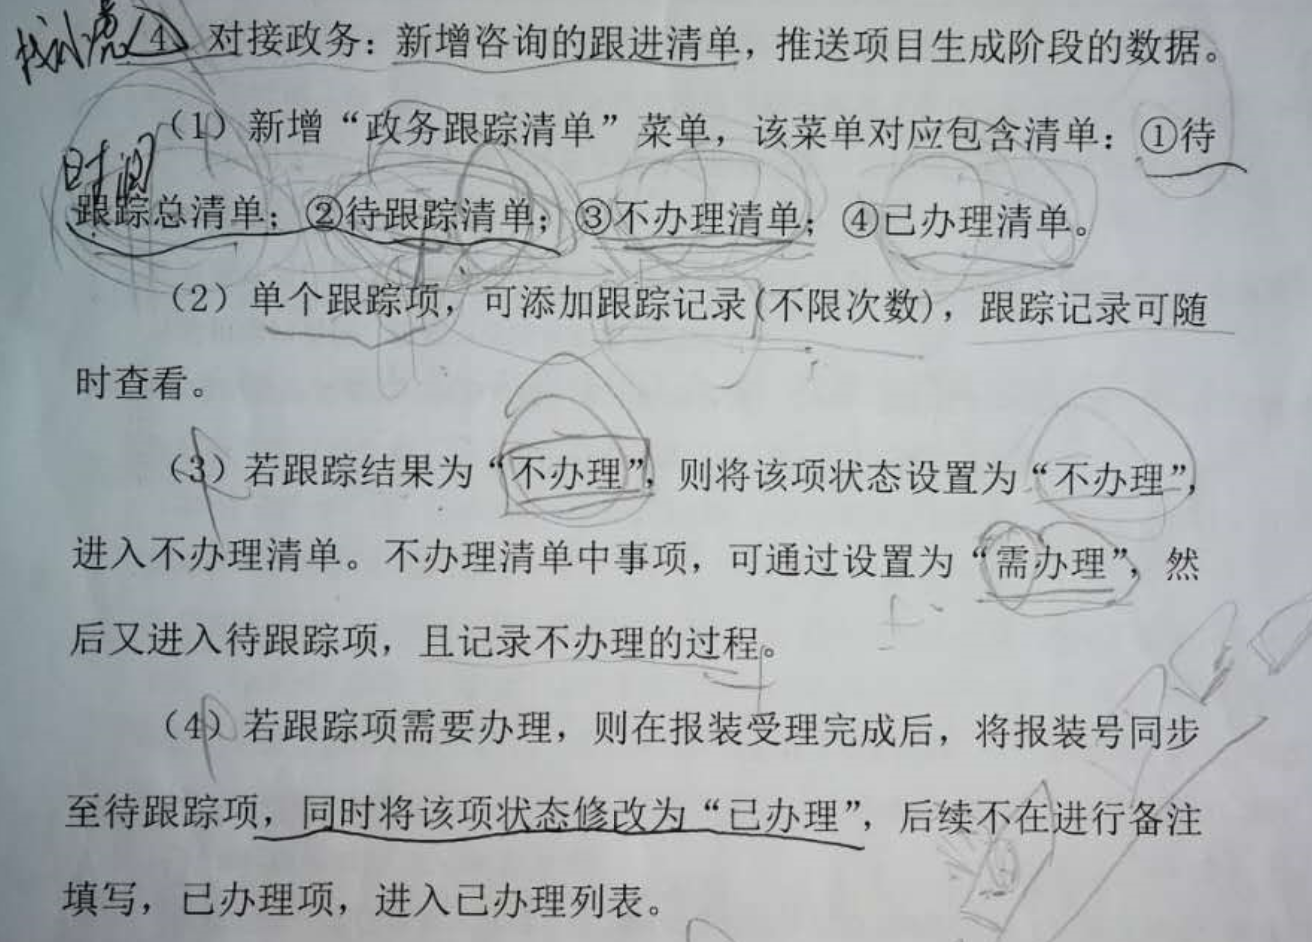 ④ 对接政务：新增咨询的跟进清单，推送项目生成阶段的数据。
（1）新增“政务跟踪清单”菜单，该菜单对应包含清单：①待
时间
跟踪总清单；②待跟踪清单；③不办理清单；④已办理清单。
（2）单个跟踪项，可添加跟踪记录(不限次数)，跟踪记录可随
时查看。
（3）若跟踪结果为“不办理”，则将该项状态设置为“不办理”，
进入不办理清单。不办理清单中事项，可通过设置为“需办理”，然
后又进入待跟踪项，且记录不办理的过程。
（4）若跟踪项需要办理，则在报装受理完成后，将报装号同步
至待跟踪项，同时将该项状态修改为“已办理”，后续不在进行备注
填写，已办理项，进入已办理列表。